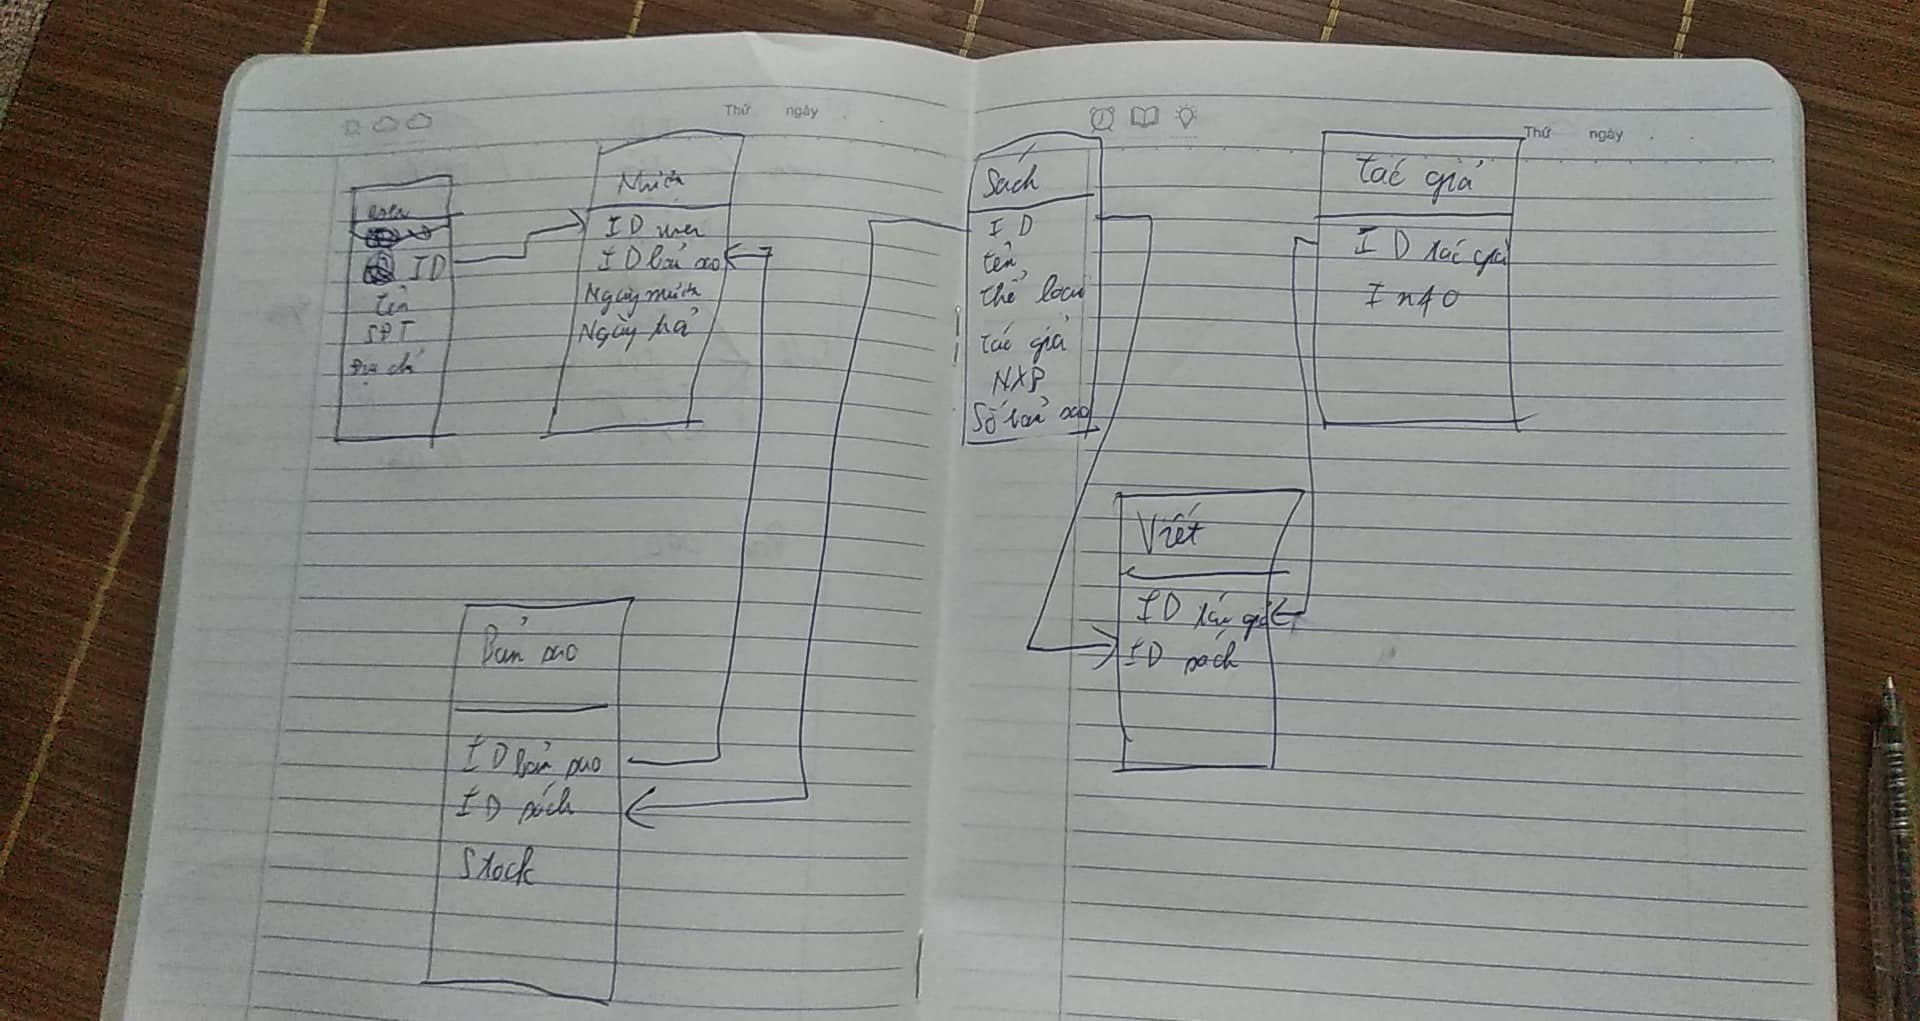 Thứ ngày
user
ID
tên
SĐT
Địa chỉ
Mượn
ID user
ID bản sao
Ngày mượn
Ngày trả
Bản sao
ID bản sao
ID sách
Stock
Thứ ngày
Sách
ID
tên
thể loại
tác giả
NXB
Số bản sao
tác giả
ID tác giả
Info
Viết
ID tác giả
ID sách